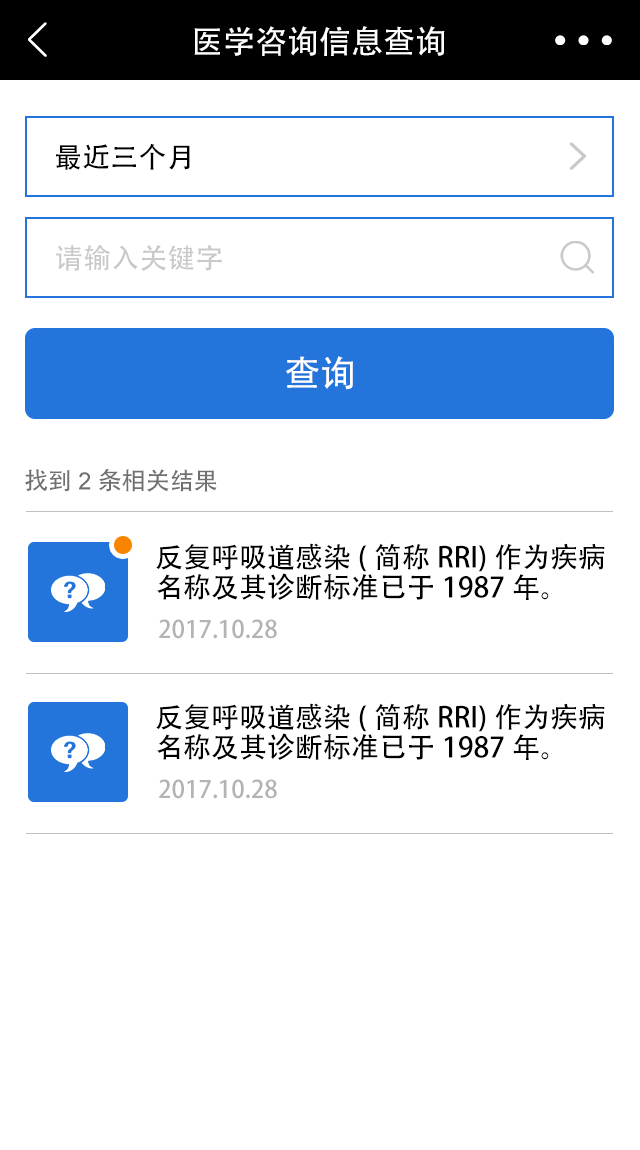 医学咨询信息查询
最近三个月
请输入关键字
查询
找到 2 条相关结果
反复呼吸道感染 ( 简称 RRI) 作为疾病
名称及其诊断标准已于 1987 年。
2017.10.28
反复呼吸道感染 ( 简称 RRI) 作为疾病
名称及其诊断标准已于 1987 年。
2017.10.28